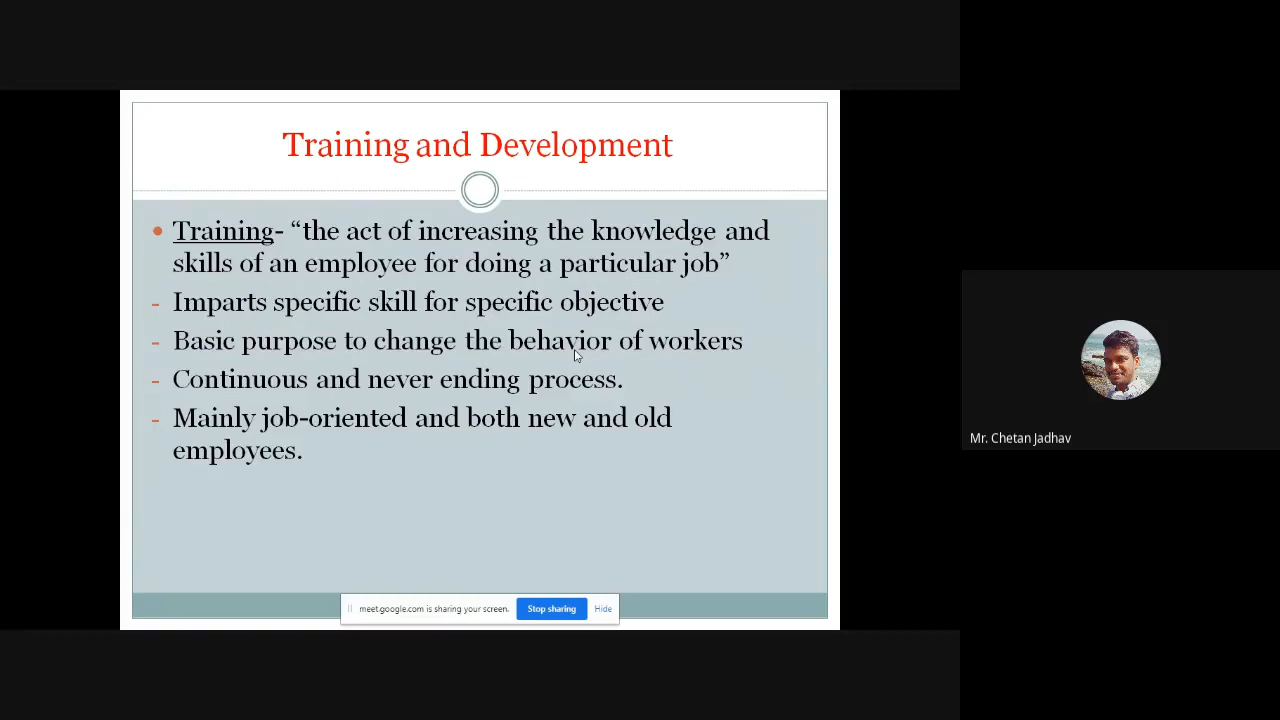 Training and Development
Training- “the act of increasing the knowledge and
skills of an employee for doing a particular job”
- Imparts specific skill for specific objective
- Basic purpose to change the behavior of workers
- Continuous and never ending process.
- Mainly job-oriented and both new and old
employees.
meet.google.com is sharing your screen.
Stop sharing
Hide
Mr. Chetan Jadhav